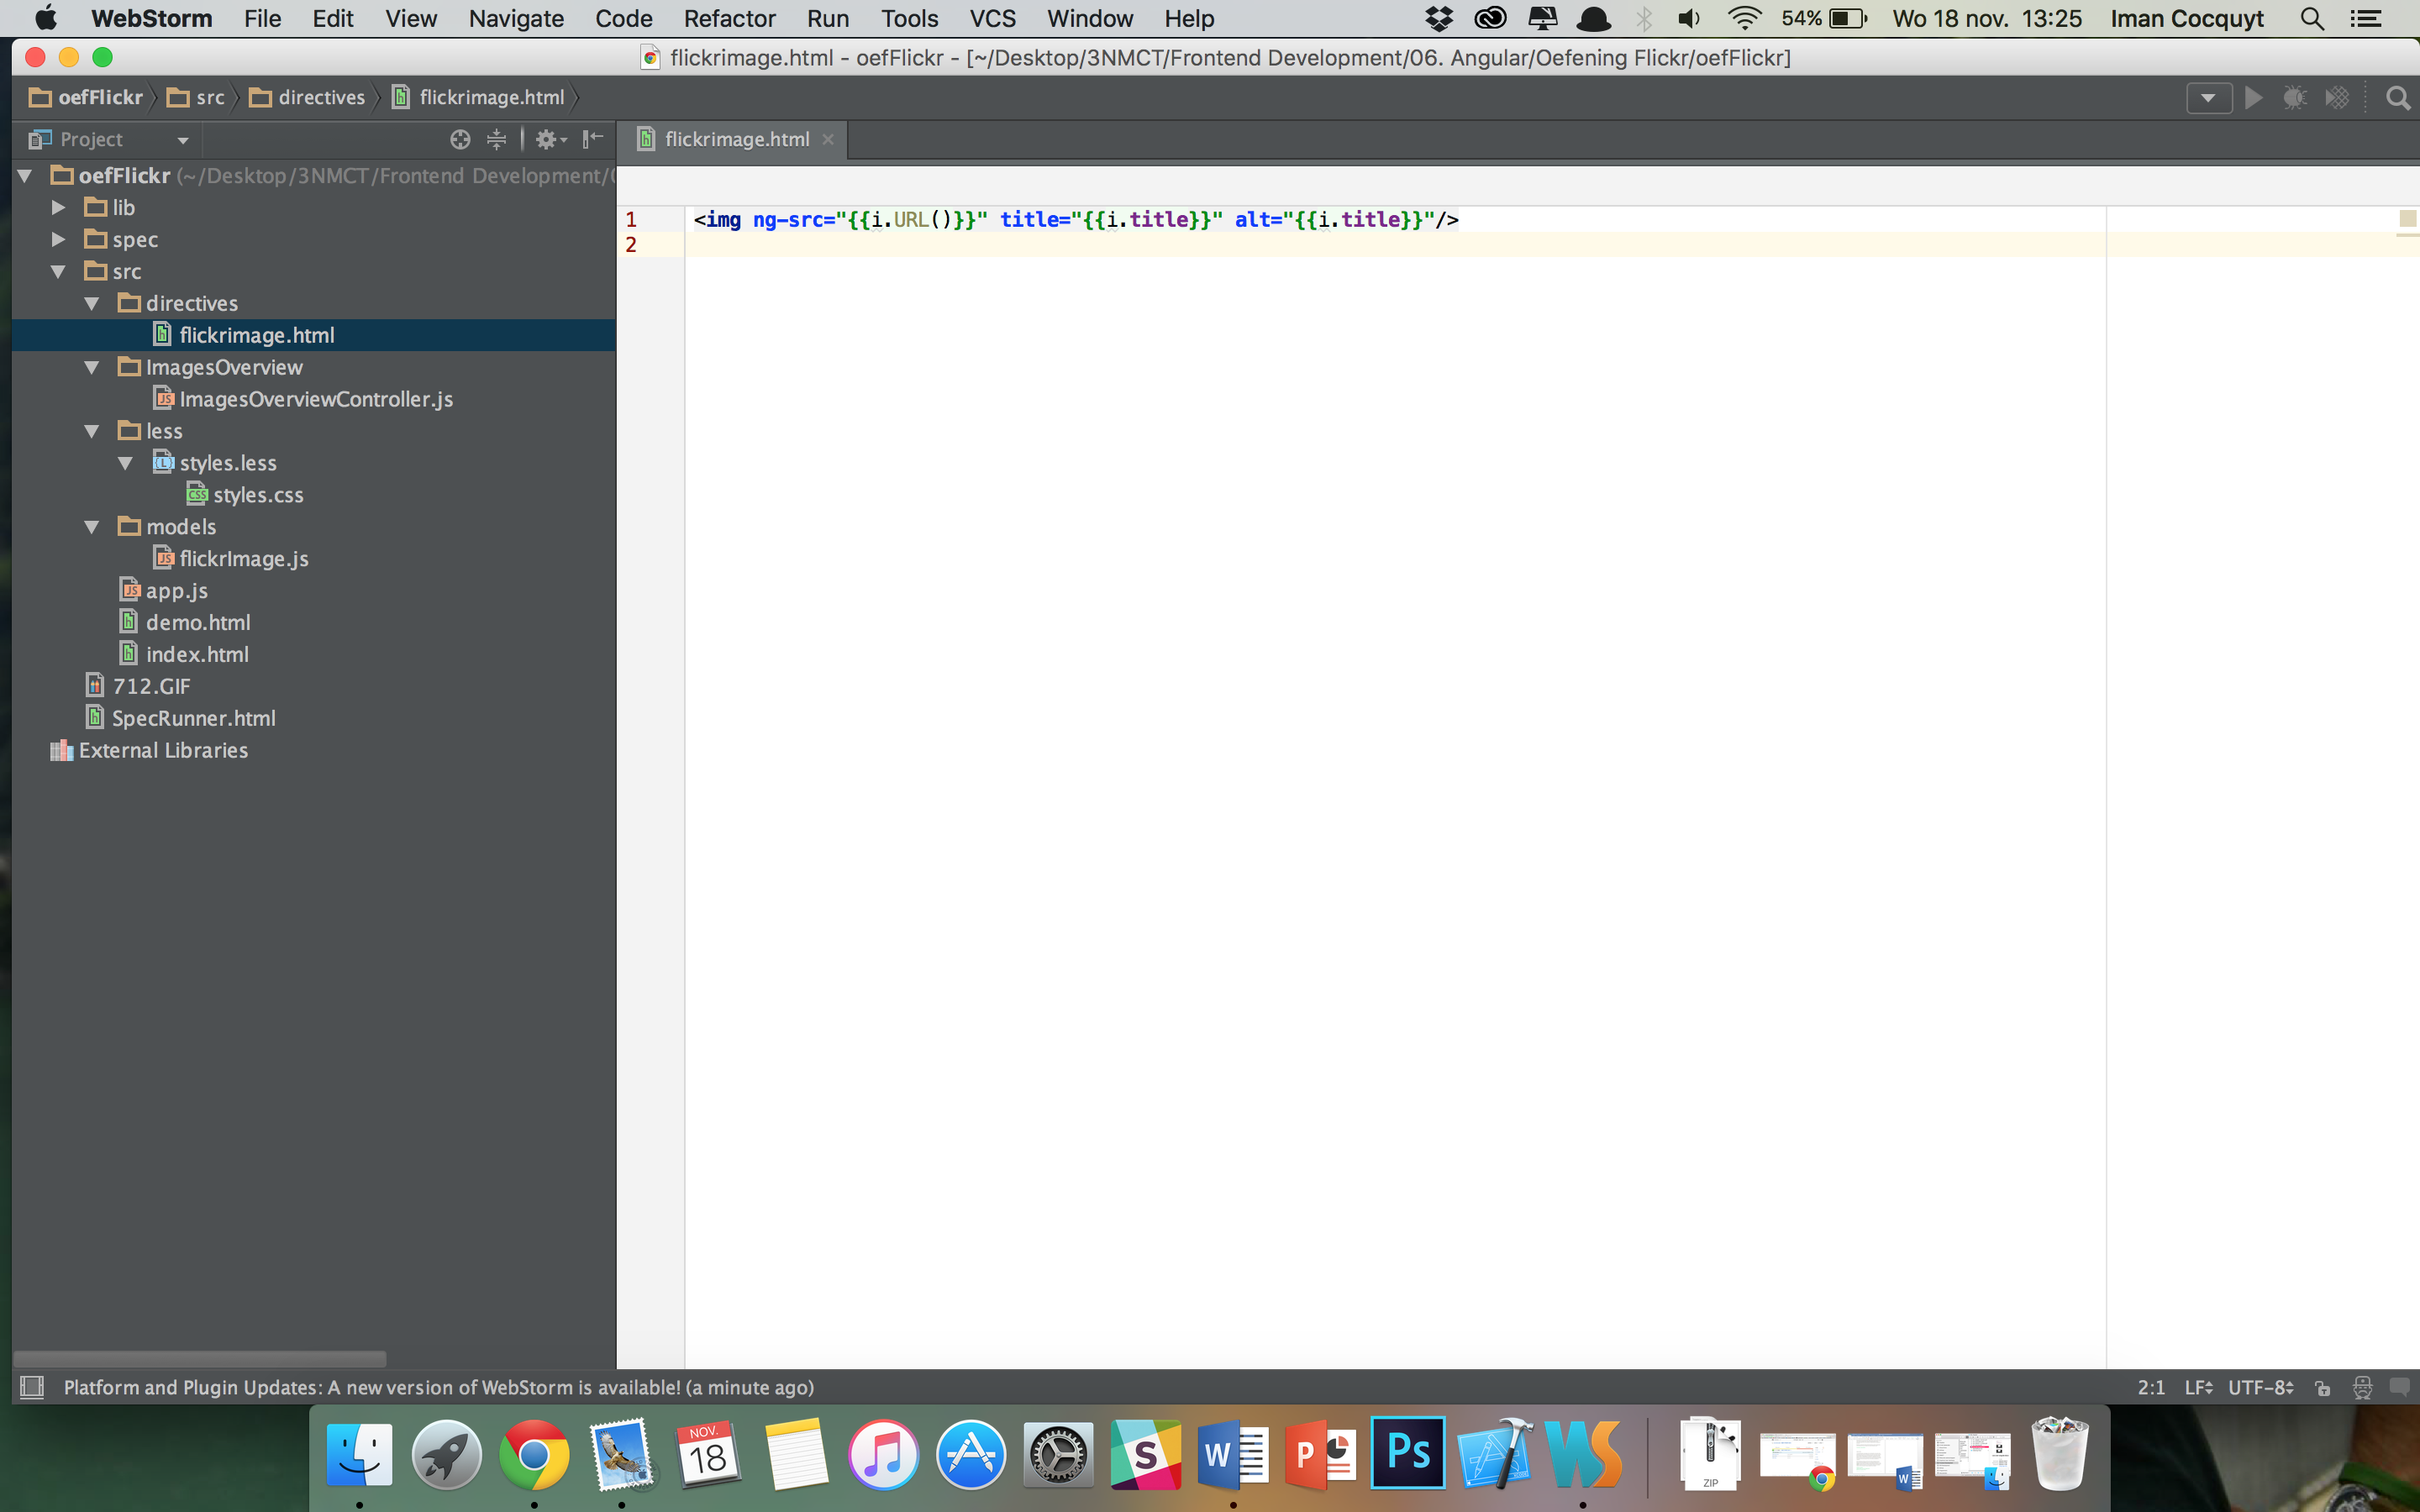 WebStorm File Edit View Navigate Code Refactor Run Tools VCS Window Help 54% Wo 18 nov. 13:25 Iman Cocquyt
flickrimage.html - oefFlickr - [~/Desktop/3NMCT/Frontend Development/06. Angular/Oefening Flickr/oefFlickr]
oefFlickr src directives flickrimage.html
Project
flickrimage.html
oefFlickr (~/Desktop/3NMCT/Frontend Development/
lib
spec
src
directives
flickrimage.html
ImagesOverview
ImagesOverviewController.js
less
styles.less
styles.css
models
flickrImage.js
app.js
demo.html
index.html
712.GIF
SpecRunner.html
External Libraries
1 <img ng-src="{{i.URL()}}" title="{{i.title}}" alt="{{i.title}}"/>
2
Platform and Plugin Updates: A new version of WebStorm is available! (a minute ago)
2:1 LF UTF-8
NOV.
18
S
W
P
Ps
WS
ZIP
W